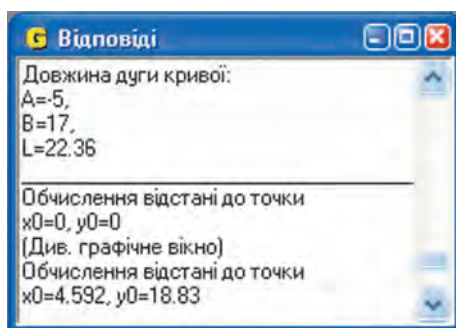 G Відповіді
Довжина дуги кривої:
A=-5,
B=17,
L=22.36
Обчислення відстані до точки
x0=0, y0=0
(Див. графічне вікно)
Обчислення відстані до точки
x0=4.592, y0=18.83